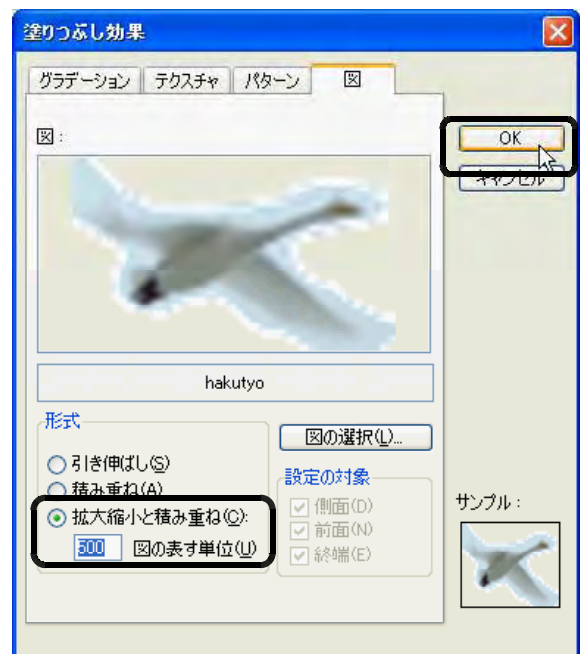 塗りつぶし効果
グラデーション テクスチャ パターン 図
図：
OK
キャンセル
hakutyo
形式
引き伸ばし(S)
積み重ね(A)
拡大縮小と積み重ね(C):
500 図の表す単位(U)
図の選択(L)...
設定の対象
側面(D)
前面(N)
終端(E)
サンプル：